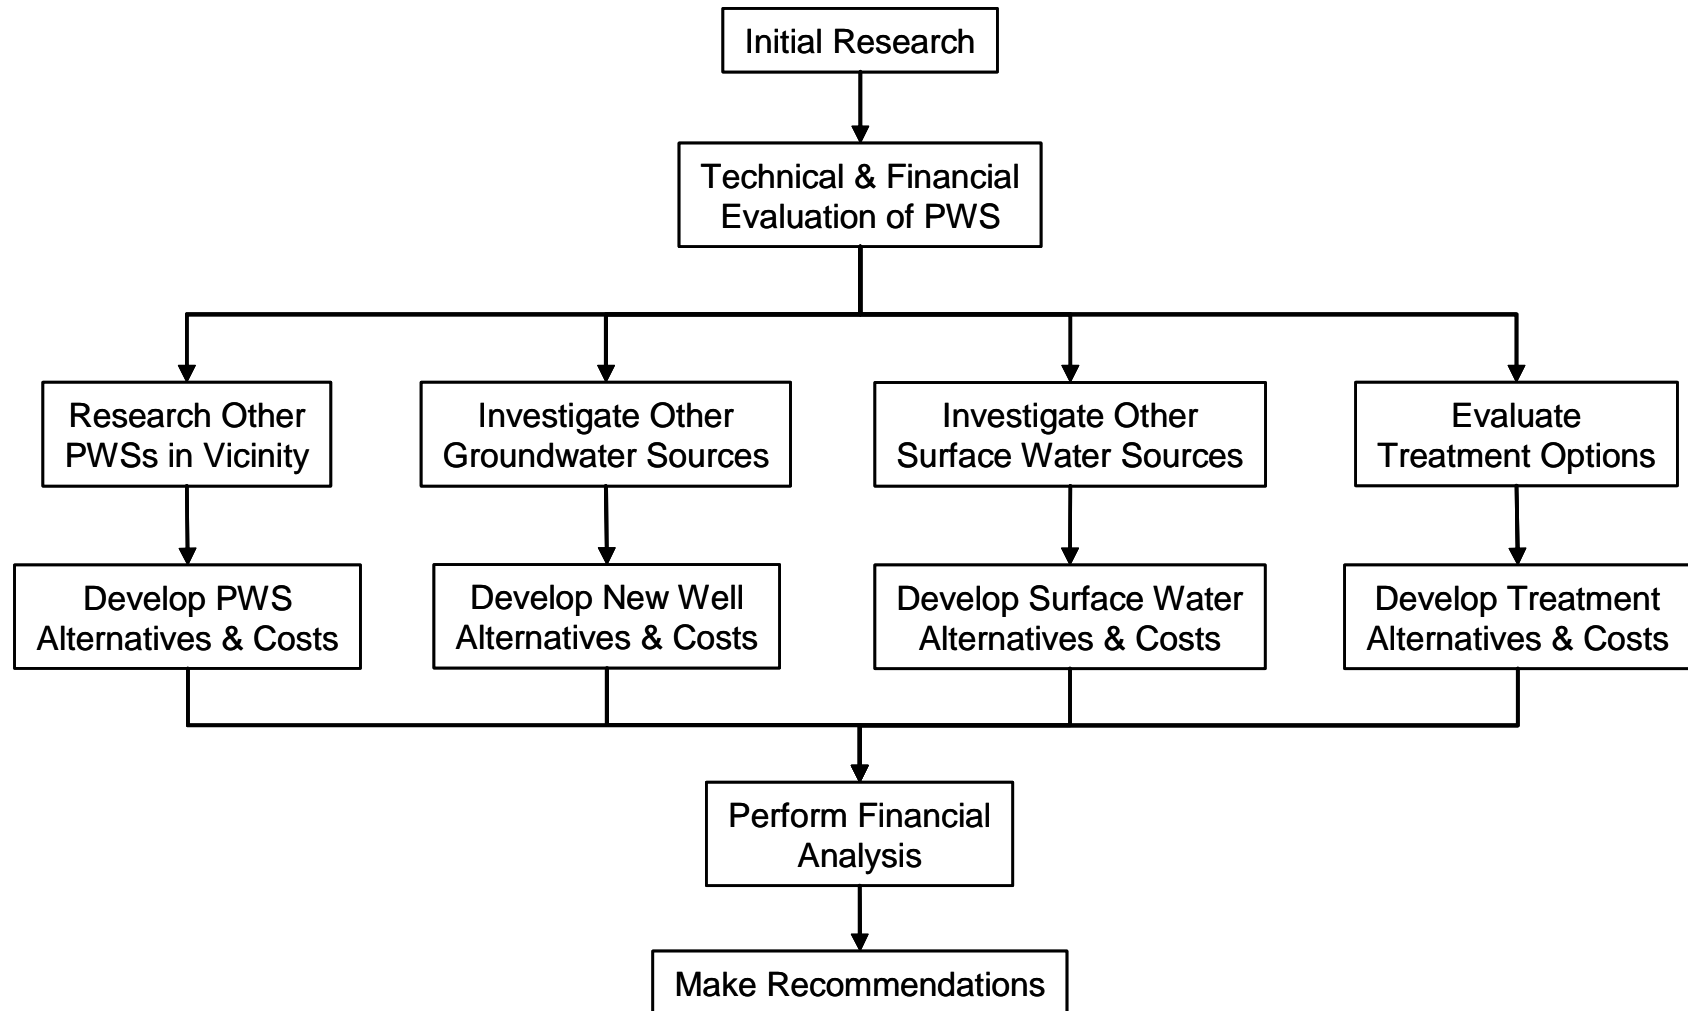 Initial Research
Technical & Financial
Evaluation of PWS
Research Other
PWSs in Vicinity
Investigate Other
Groundwater Sources
Investigate Other
Surface Water Sources
Evaluate
Treatment Options
Develop PWS
Alternatives & Costs
Develop New Well
Alternatives & Costs
Develop Surface Water
Alternatives & Costs
Develop Treatment
Alternatives & Costs
Perform Financial
Analysis
Make Recommendations